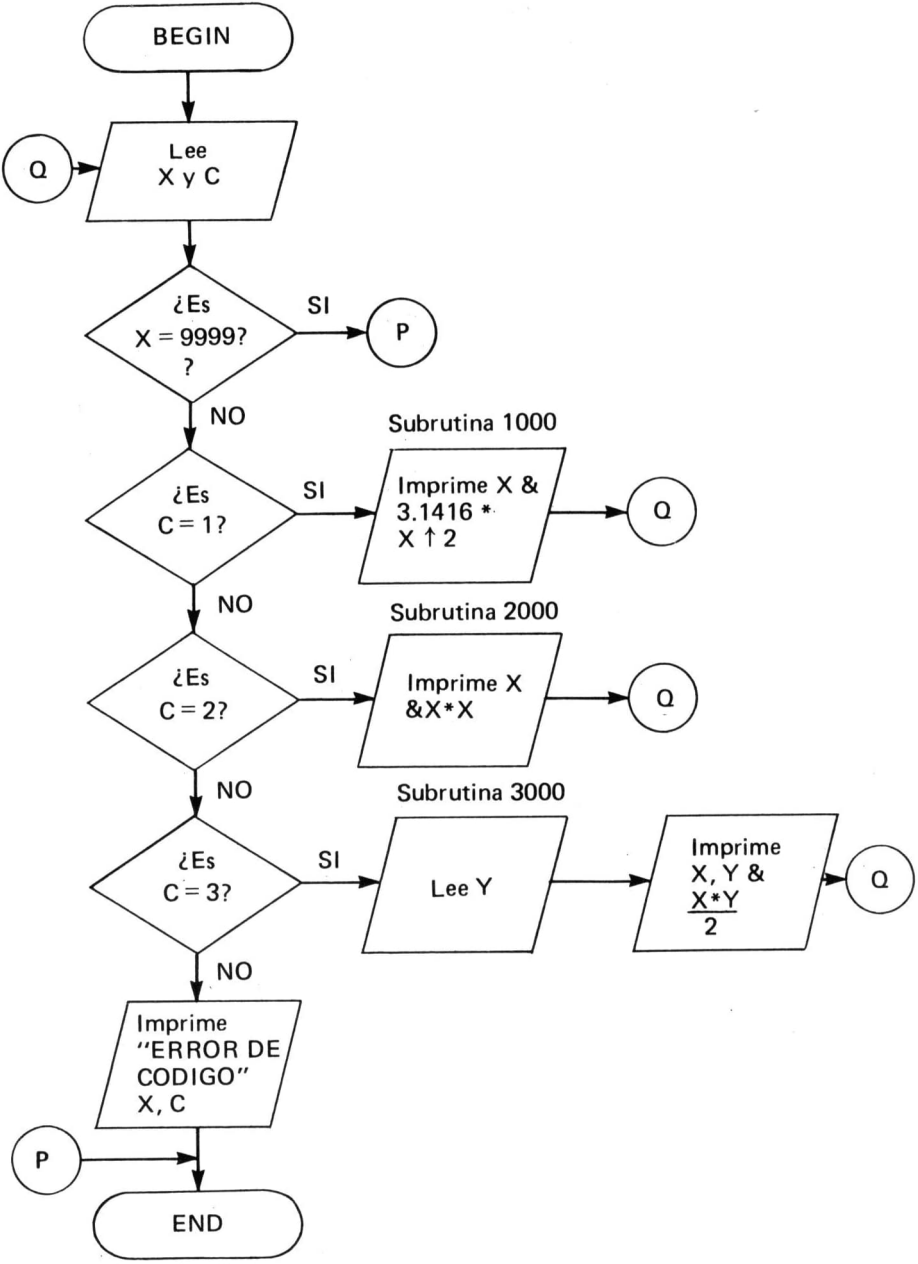 BEGIN
Q
Lee
X y C
¿Es
X = 9999?
?
SI
P
NO
Subrutina 1000
¿Es
C = 1?
SI
Imprime X &
3.1416 *
X ↑ 2
Q
NO
Subrutina 2000
¿Es
C = 2?
SI
Imprime X
&X*X
Q
NO
Subrutina 3000
¿Es
C = 3?
SI
Lee Y
Imprime
X, Y &
X*Y
2
Q
NO
Imprime
"ERROR DE
CODIGO"
X, C
P
END